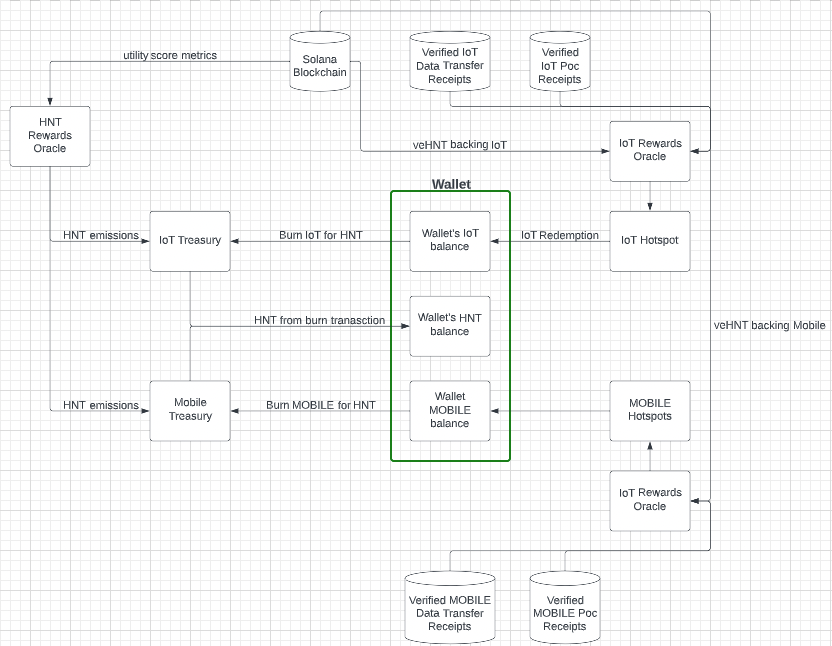 utility score metrics
Solana
Blockchain
Verified IoT
Data Transfer
Receipts
Verified
IoT Poc
Receipts
HNT
Rewards
Oracle
veHNT backing IoT
IoT Rewards
Oracle
Wallet
HNT emissions
IoT Treasury
Burn IoT for HNT
Wallet's IoT
balance
IoT Redemption
IoT Hotspot
HNT from burn tranasction
Wallet's HNT
balance
veHNT backing Mobile
HNT emissions
Mobile
Treasury
Burn MOBILE for HNT
Wallet
MOBILE
balance
MOBILE
Hotspots
IoT Rewards
Oracle
Verified MOBILE
Data Transfer
Receipts
Verified
MOBILE Poc
Receipts